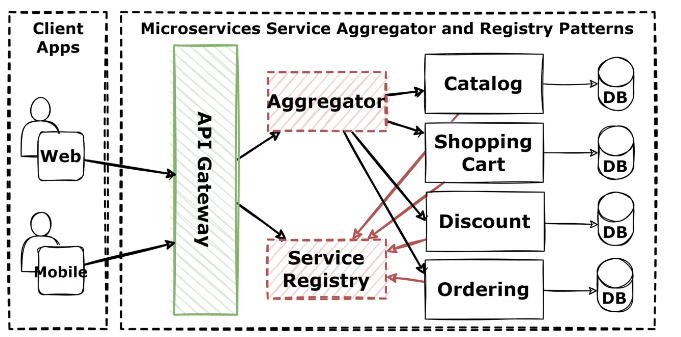 Client
Apps
Microservices Service Aggregator and Registry Patterns
Web
Mobile
API Gateway
Aggregator
Service
Registry
Catalog
DB
Shopping
Cart
DB
Discount
DB
Ordering
DB